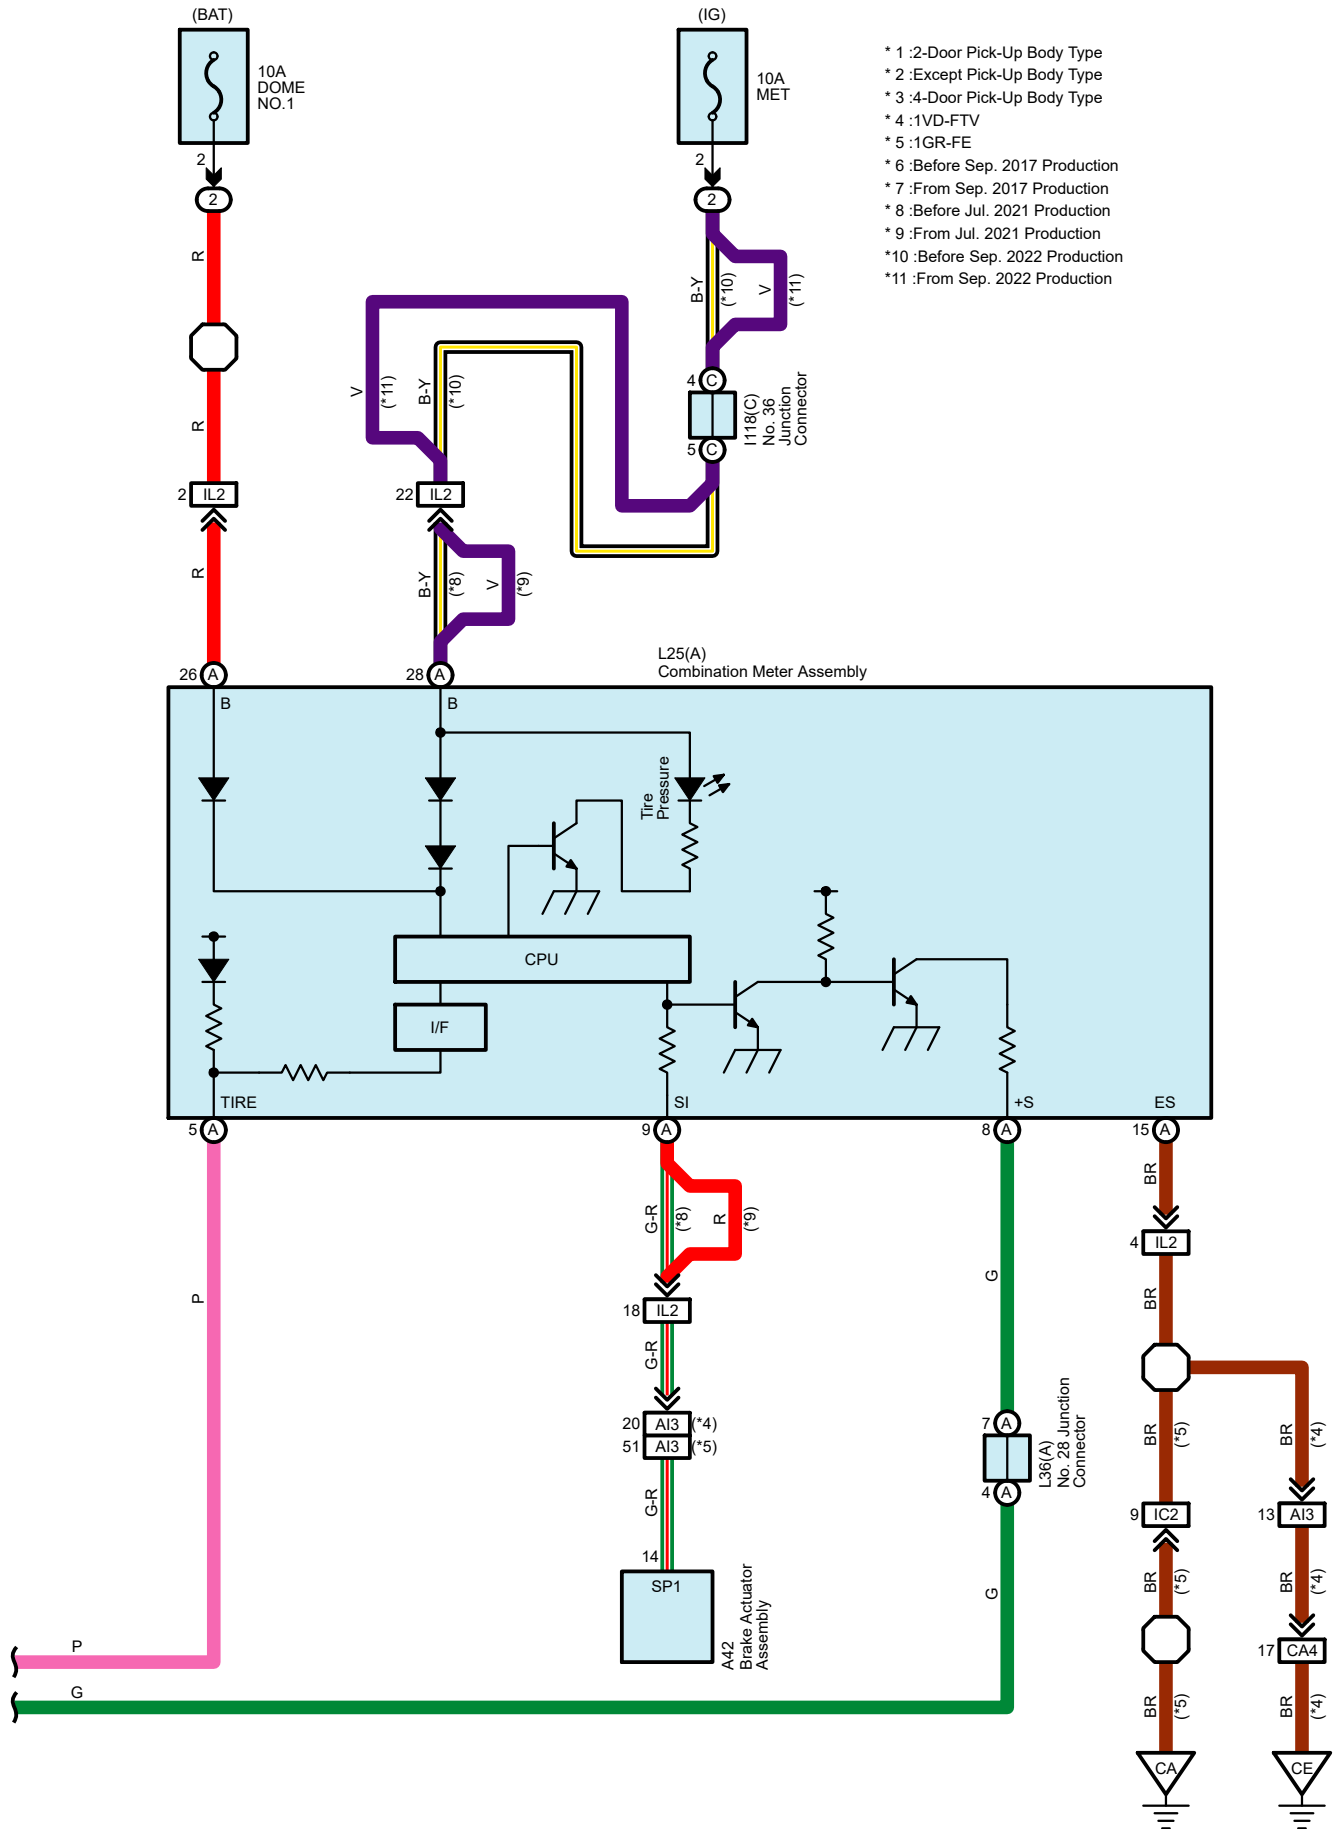 (BAT)
(IG)
10A
DOME
NO.1
10A
MET
* 1 :2-Door Pick-Up Body Type
* 2 :Except Pick-Up Body Type
* 3 :4-Door Pick-Up Body Type
* 4 :1VD-FTV
* 5 :1GR-FE
* 6 :Before Sep. 2017 Production
* 7 :From Sep. 2017 Production
* 8 :Before Jul. 2021 Production
* 9 :From Jul. 2021 Production
*10 :Before Sep. 2022 Production
*11 :From Sep. 2022 Production
2
2
2
2
R
B-Y
(*10)
V
(*11)
R
V
(*11)
B-Y
(*10)
4 C
I118(C)
No. 36
Junction
Connector
5 C
2 IL2
22 IL2
R
B-Y
(*8)
V
(*9)
L25(A)
Combination Meter Assembly
26 A
28 A
B
B
Tire
Pressure
CPU
I/F
TIRE
SI
+S
ES
5 A
9 A
8 A
15 A
P
G-R
(*8)
R
(*9)
G
BR
4 IL2
18 IL2
BR
G-R
20 AI3 (*4)
51 AI3 (*5)
7 A
L36(A)
No. 28 Junction
Connector
4 A
BR
(*5)
BR
(*4)
G-R
9 IC2
13 AI3
14
SP1
A42
Brake Actuator
Assembly
G
BR
(*5)
BR
(*4)
17 CA4
P
G
BR
(*5)
BR
(*4)
CA
CE